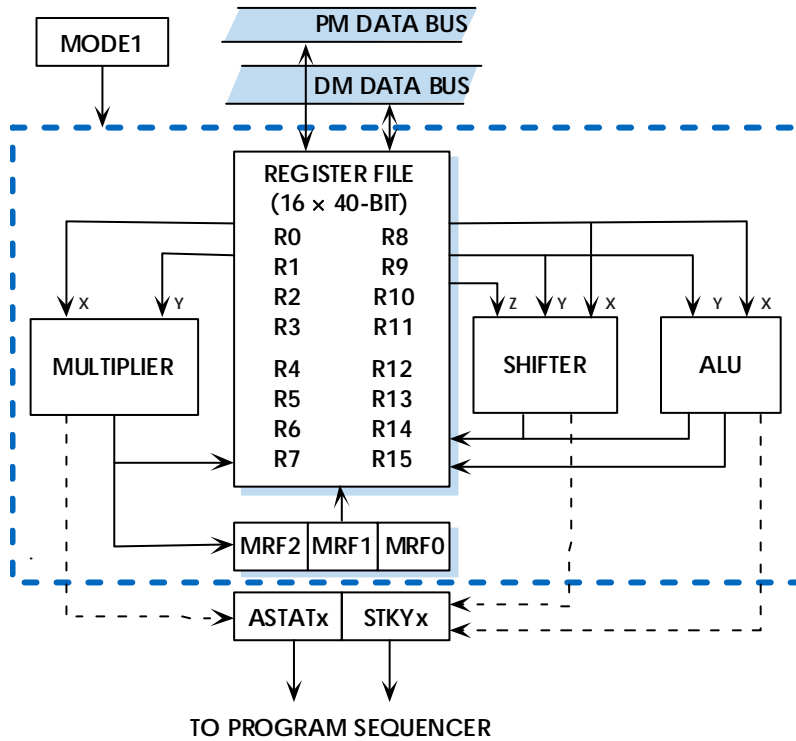 PM DATA BUS
MODE1
DM DATA BUS
REGISTER FILE
(16 × 40-BIT)
R0 R8
R1 R9
R2 R10
R3 R11
X Y Z Y X Y X
MULTIPLIER SHIFTER ALU
R4 R12
R5 R13
R6 R14
R7 R15
MRF2 MRF1 MRF0
ASTATx STKYx
TO PROGRAM SEQUENCER